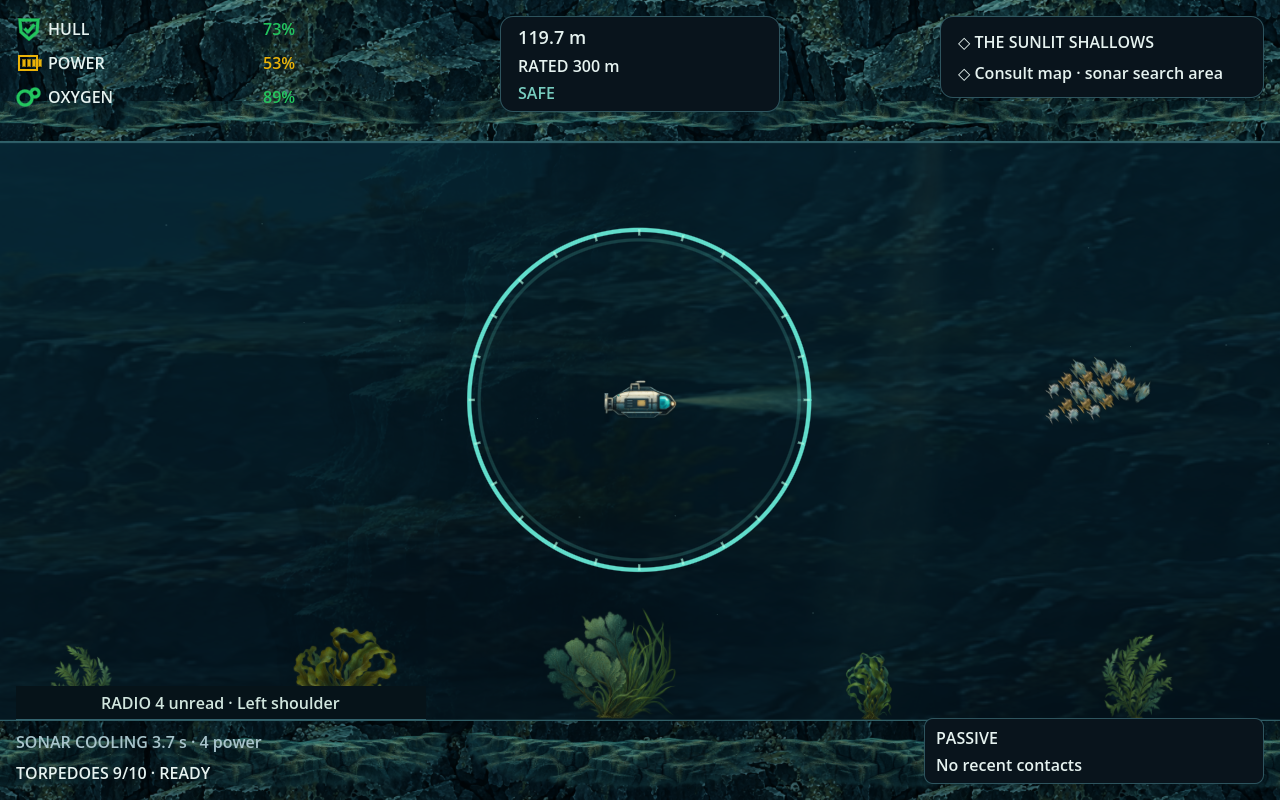 HULL 73%
POWER 53%
OXYGEN 89%
119.7 m
RATED 300 m
SAFE
◇ THE SUNLIT SHALLOWS
◇ Consult map · sonar search area
RADIO 4 unread · Left shoulder
SONAR COOLING 3.7 s · 4 power
TORPEDOES 9/10 · READY
PASSIVE
No recent contacts